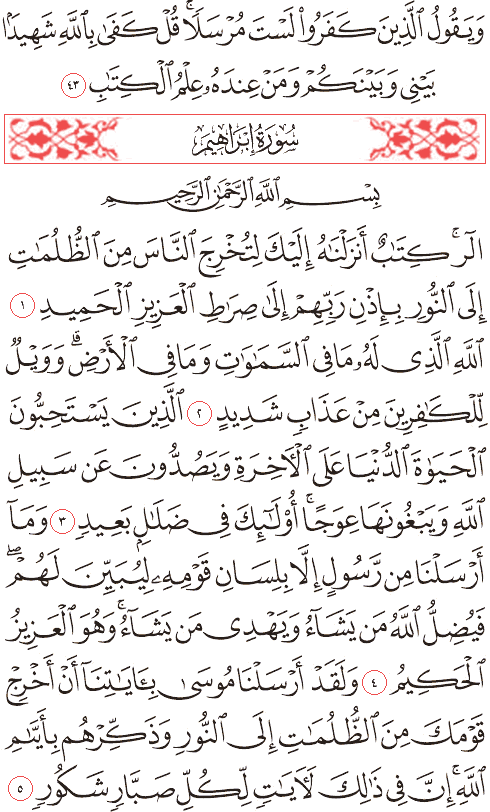 وَيَقُولُ ٱلَّذِينَ كَفَرُوا۟ لَسْتَ مُرْسَلًا ۚ قُلْ كَفَىٰ بِٱللَّهِ شَهِيدًۢا
بَيْنِى وَبَيْنَكُمْ وَمَنْ عِندَهُۥ عِلْمُ ٱلْكِتَـٰبِ ٤٣
سُورَةُ إِبْرَاهِيم
بِسْمِ ٱللَّهِ ٱلرَّحْمَـٰنِ ٱلرَّحِيمِ
الٓر ۚ كِتَـٰبٌ أَنزَلْنَـٰهُ إِلَيْكَ لِتُخْرِجَ ٱلنَّاسَ مِنَ ٱلظُّلُمَـٰتِ
إِلَى ٱلنُّورِ بِإِذْنِ رَبِّهِمْ إِلَىٰ صِرَٰطِ ٱلْعَزِيزِ ٱلْحَمِيدِ ١
ٱللَّهِ ٱلَّذِى لَهُۥ مَا فِى ٱلسَّمَـٰوَٰتِ وَمَا فِى ٱلْأَرْضِ ۗ وَوَيْلٌ
لِّلْكَـٰفِرِينَ مِنْ عَذَابٍ شَدِيدٍ ٢ ٱلَّذِينَ يَسْتَحِبُّونَ
ٱلْحَيَوٰةَ ٱلدُّنْيَا عَلَى ٱلْـَٔاخِرَةِ وَيَصُدُّونَ عَن سَبِيلِ
ٱللَّهِ وَيَبْغُونَهَا عِوَجًا ۚ أُو۟لَـٰٓئِكَ فِى ضَلَـٰلٍۭ بَعِيدٍ ٣ وَمَآ
أَرْسَلْنَا مِن رَّسُولٍ إِلَّا بِلِسَانِ قَوْمِهِۦ لِيُبَيِّنَ لَهُمْ ۖ
فَيُضِلُّ ٱللَّهُ مَن يَشَآءُ وَيَهْدِى مَن يَشَآءُ ۚ وَهُوَ ٱلْعَزِيزُ
ٱلْحَكِيمُ ٤ وَلَقَدْ أَرْسَلْنَا مُوسَىٰ بِـَٔايَـٰتِنَآ أَنْ أَخْرِجْ
قَوْمَكَ مِنَ ٱلظُّلُمَـٰتِ إِلَى ٱلنُّورِ وَذَكِّرْهُم بِأَيَّىٰمِ
ٱللَّهِ ۚ إِنَّ فِى ذَٰلِكَ لَـَٔايَـٰتٍ لِّكُلِّ صَبَّارٍ شَكُورٍ ٥